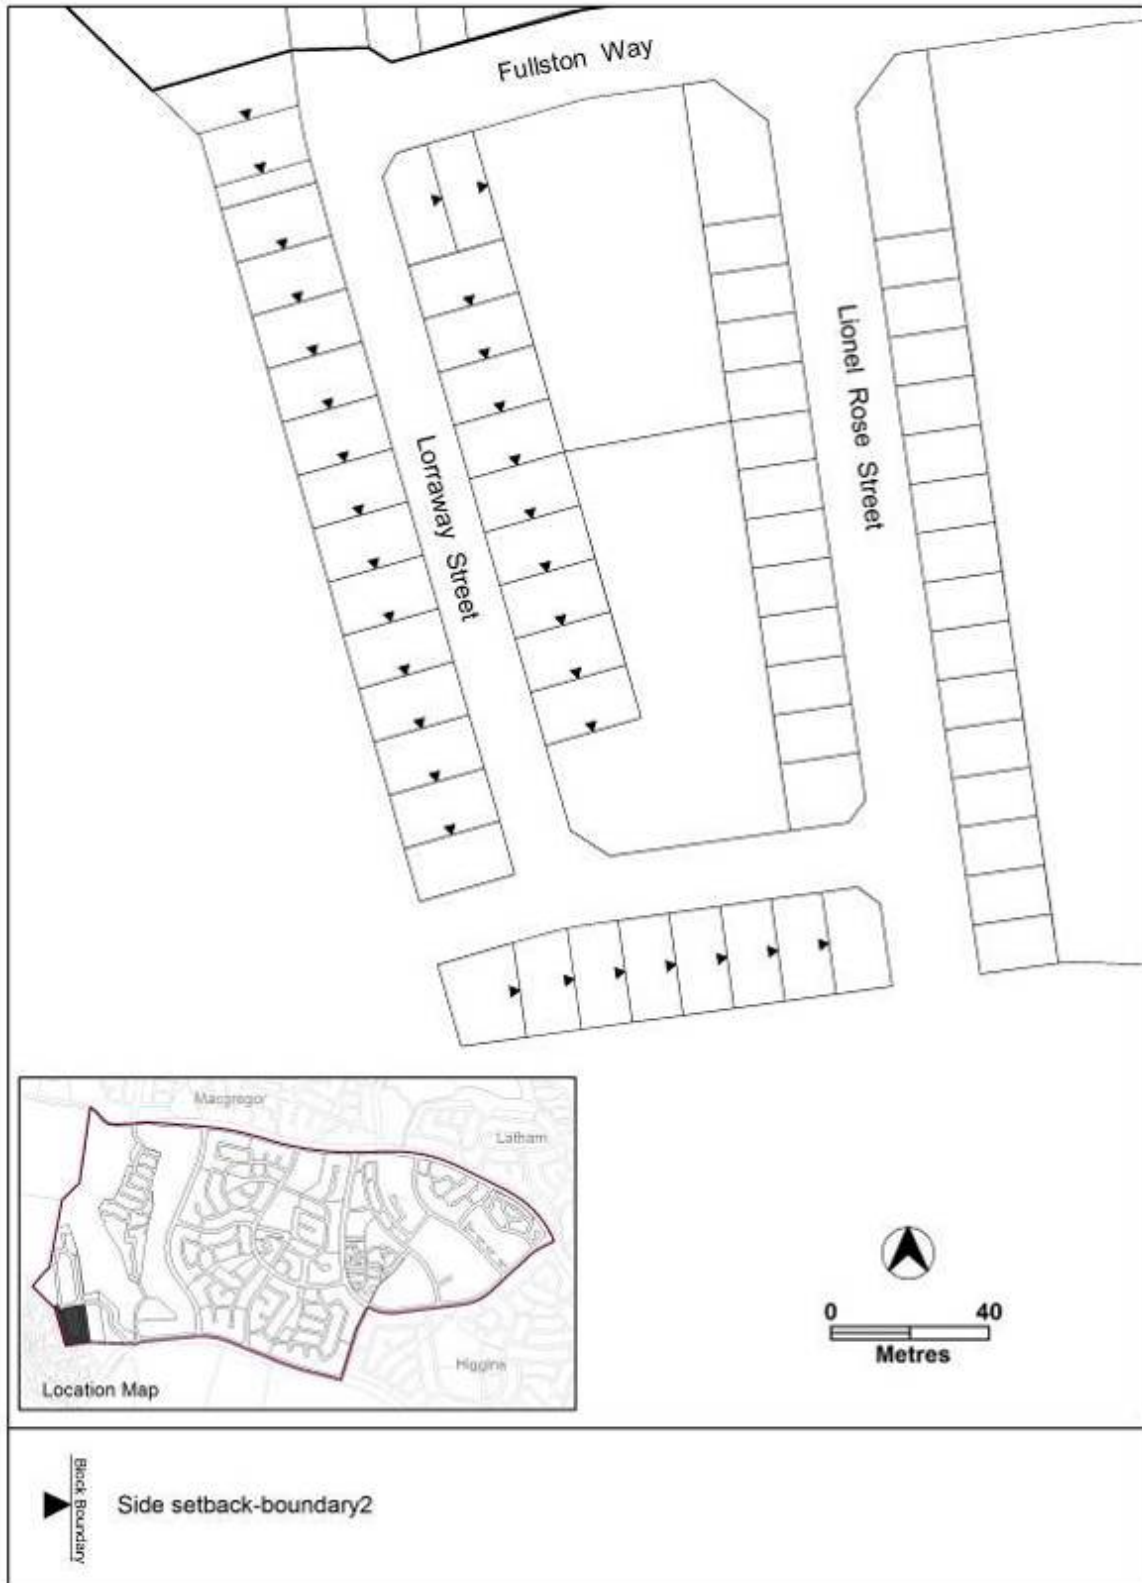 Fullston Way
Lionel Rose Street
Lorraway Street
Macgregor
Latham
Higgins
Location Map
0 40
Metres
Block Boundary
Side setback-boundary2